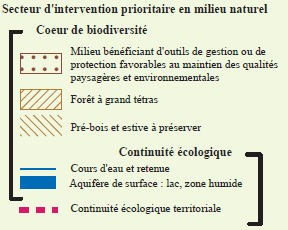 Secteur d'intervention prioritaire en milieu naturel
Coeur de biodiversité
Milieu bénéficiant d'outils de gestion ou de
protection favorables au maintien des qualités
paysagères et environnementales
Forêt à grand tétras
Pré-bois et estive à préserver
Continuité écologique
Cours d'eau et retenue
Aquifère de surface : lac, zone humide
Continuité écologique territoriale